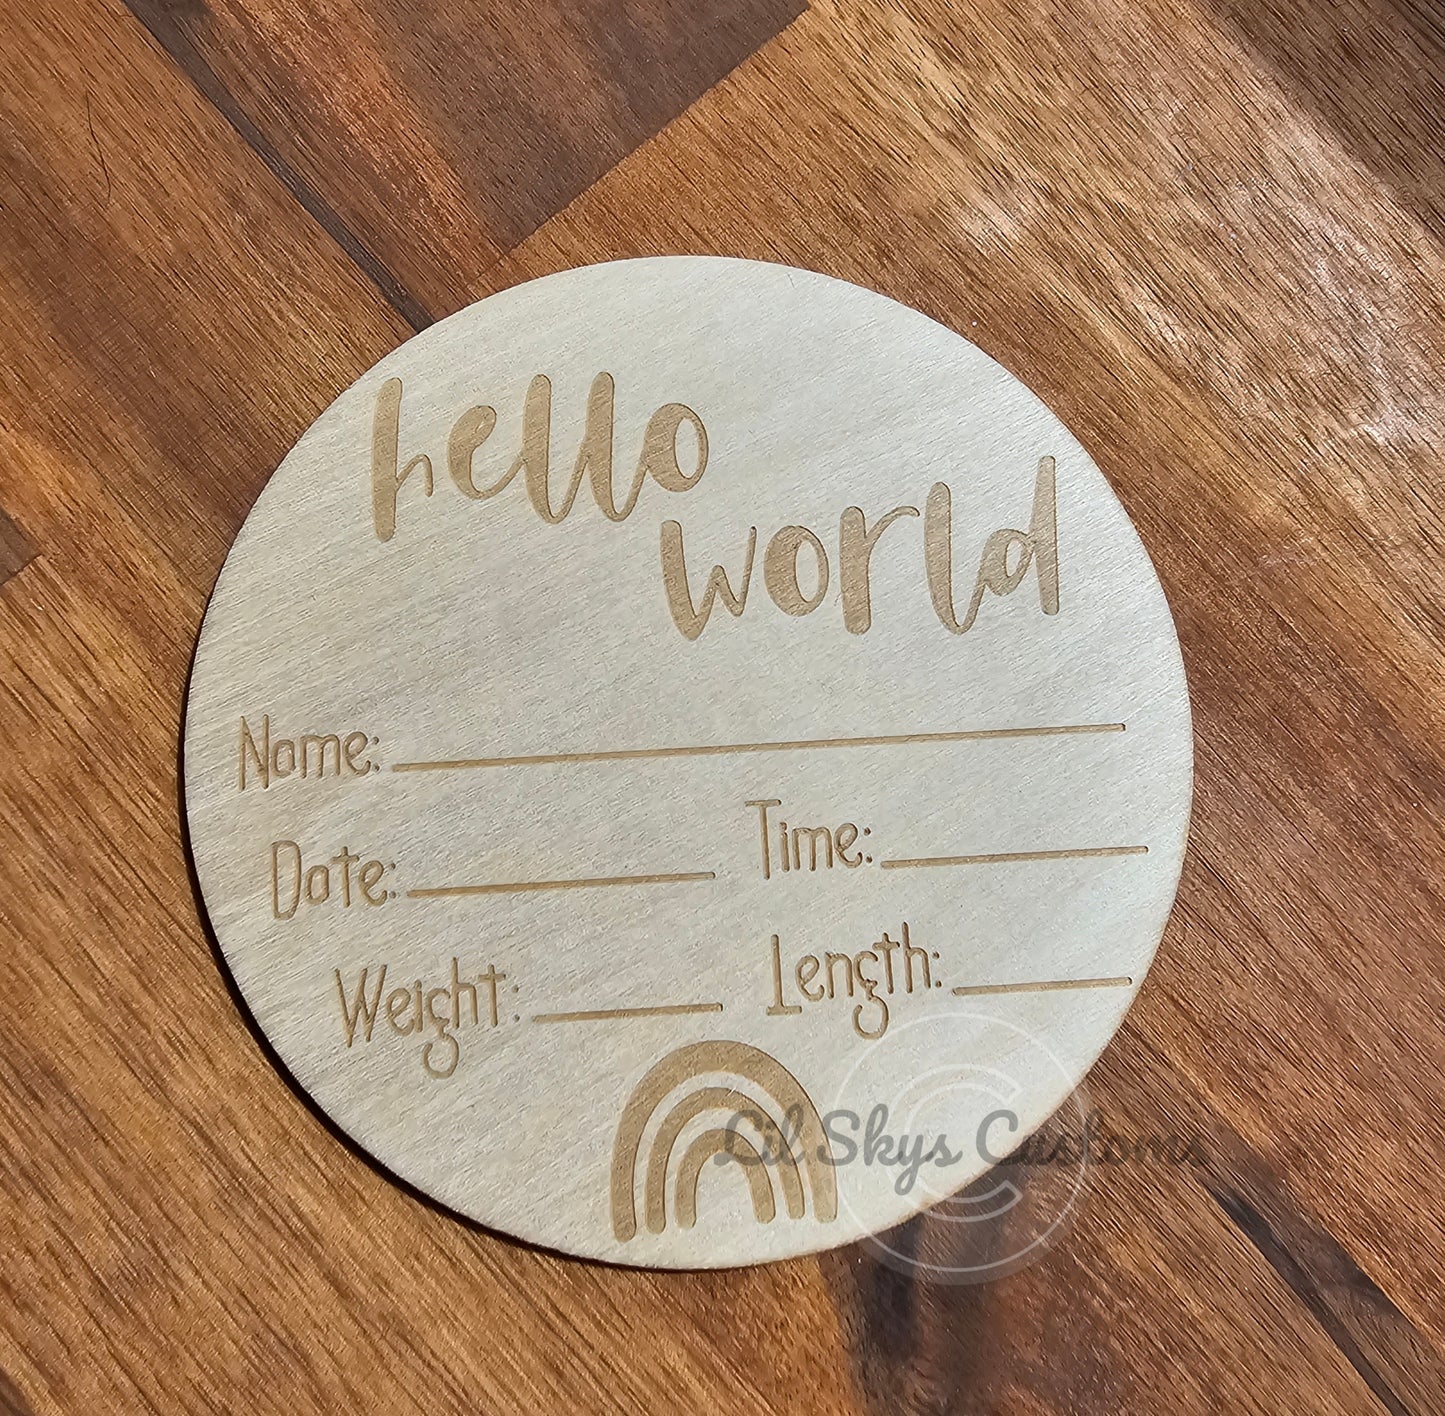 hello
world
Name:
Date: Time:
Weight: Length:
Lil Skys Customs